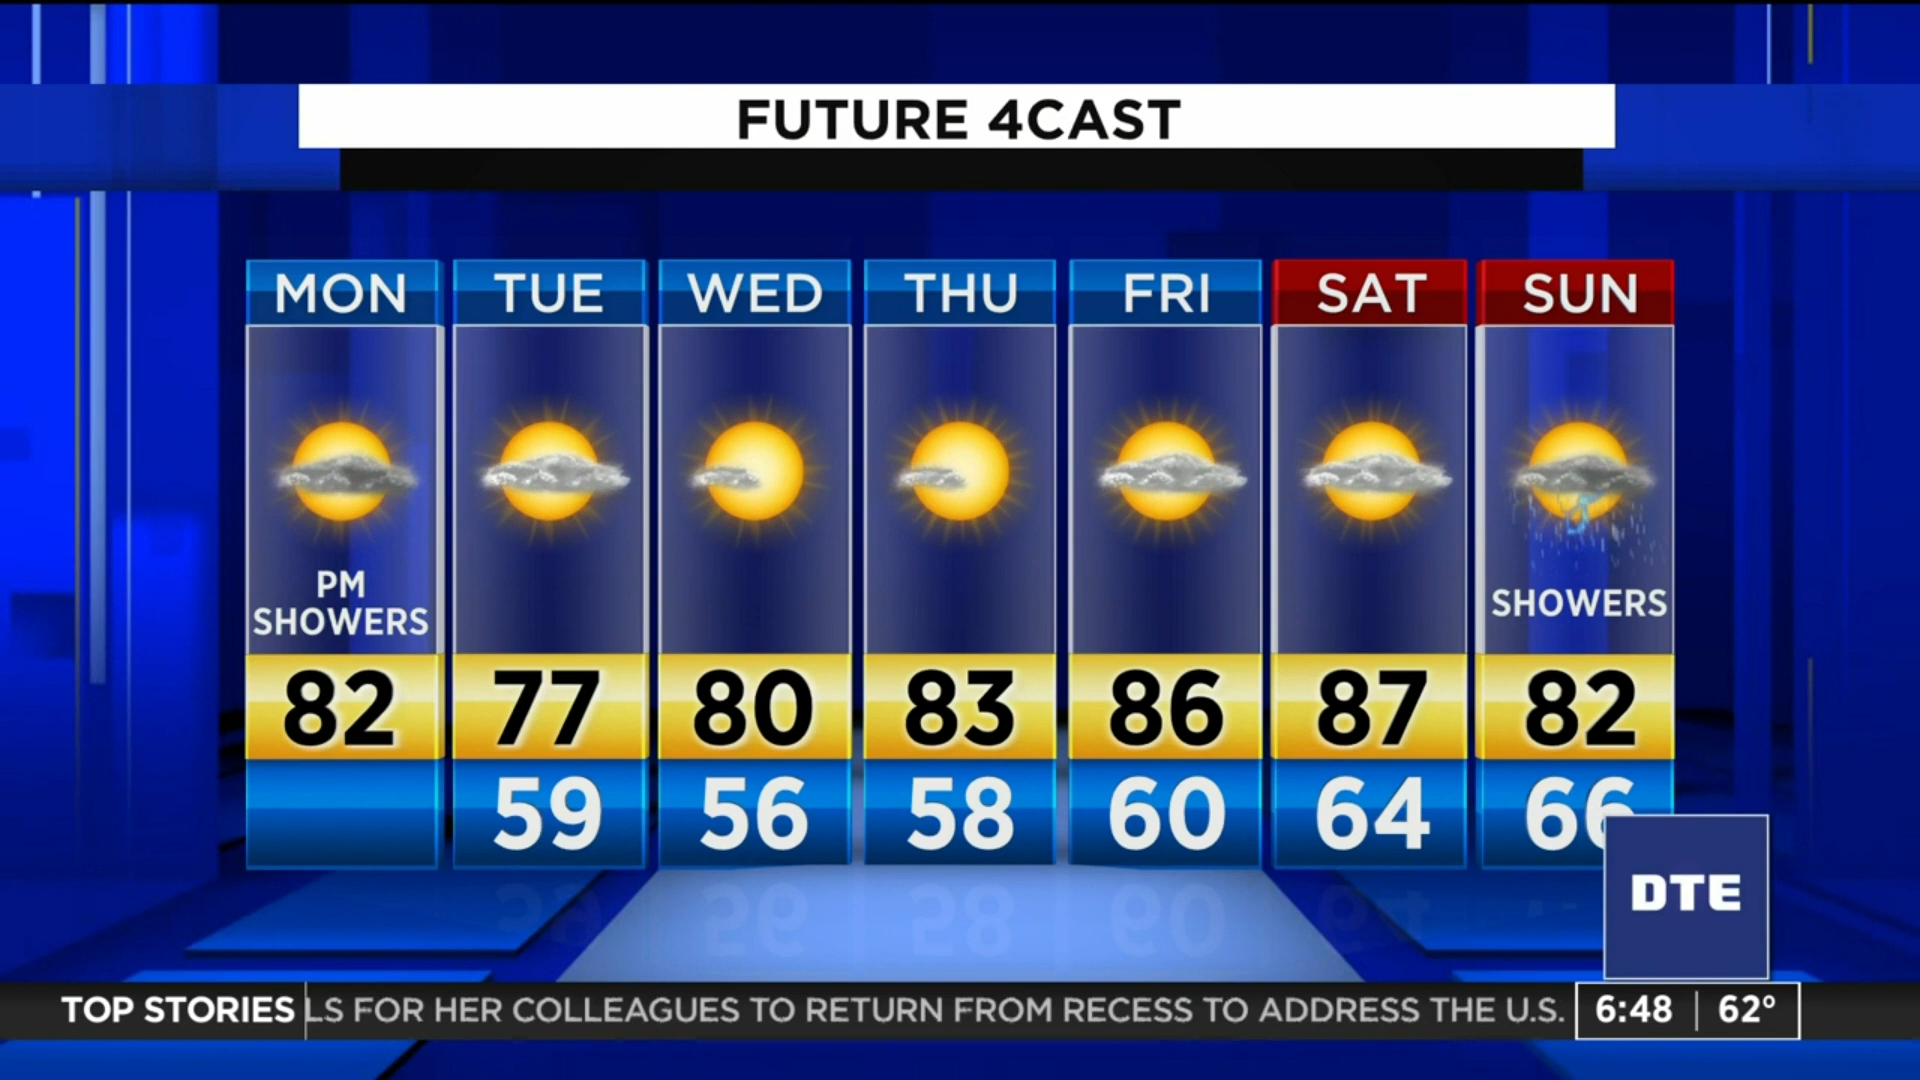 FUTURE 4CAST
MON TUE WED THU FRI SAT SUN
PM
SHOWERS
SHOWERS
82 77 80 83 86 87 82
59 56 58 60 64 66
DTE
TOP STORIES LS FOR HER COLLEAGUES TO RETURN FROM RECESS TO ADDRESS THE U.S. 6:48 62°